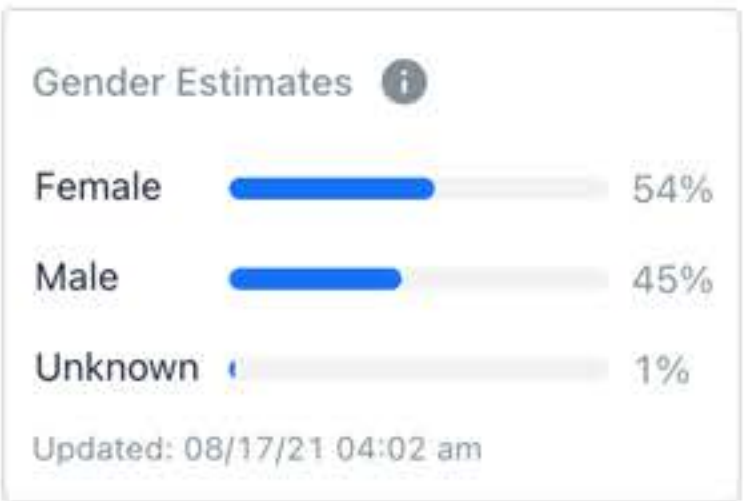 Gender Estimates i
Female 54%
Male 45%
Unknown 1%
Updated: 08/17/21 04:02 am